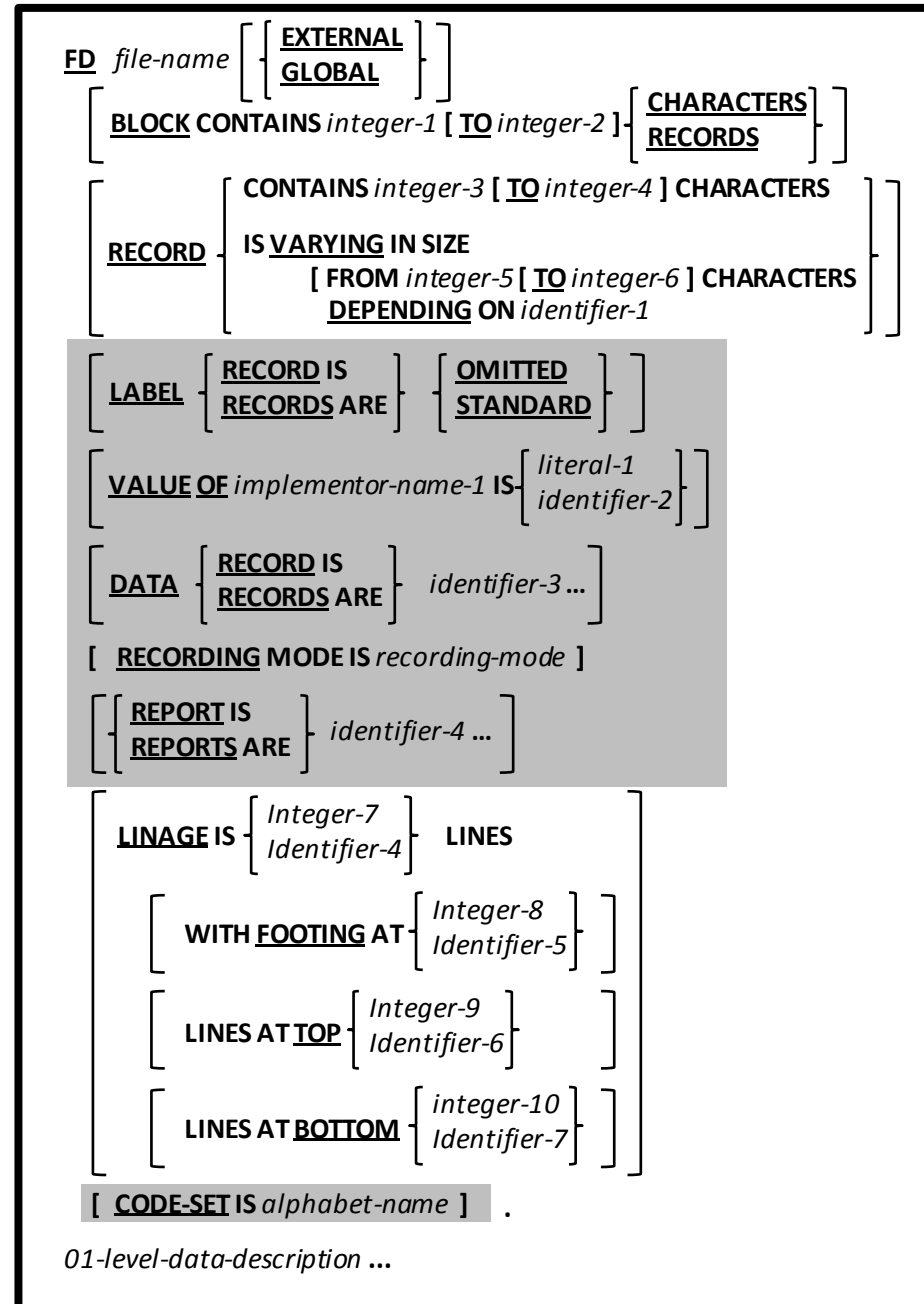 EXTERNAL
FD file-name [ { GLOBAL } ]
[ BLOCK CONTAINS integer-1 [ TO integer-2 ] { CHARACTERS
RECORDS } ]
CONTAINS integer-3 [ TO integer-4 ] CHARACTERS
[ RECORD { IS VARYING IN SIZE
[ FROM integer-5 [ TO integer-6 ] CHARACTERS
DEPENDING ON identifier-1 } ]
[ LABEL { RECORD IS
RECORDS ARE } { OMITTED
STANDARD } ]
[ VALUE OF implementor-name-1 IS { literal-1
identifier-2 } ]
[ DATA { RECORD IS
RECORDS ARE } identifier-3 ... ]
[ RECORDING MODE IS recording-mode ]
[ { REPORT IS
REPORTS ARE } identifier-4 ... ]
[ LINAGE IS { Integer-7
Identifier-4 } LINES
[ WITH FOOTING AT { Integer-8
Identifier-5 } ]
[ LINES AT TOP { Integer-9
Identifier-6 } ]
[ LINES AT BOTTOM { integer-10
Identifier-7 } ] ]
[ CODE-SET IS alphabet-name ] .
01-level-data-description ...